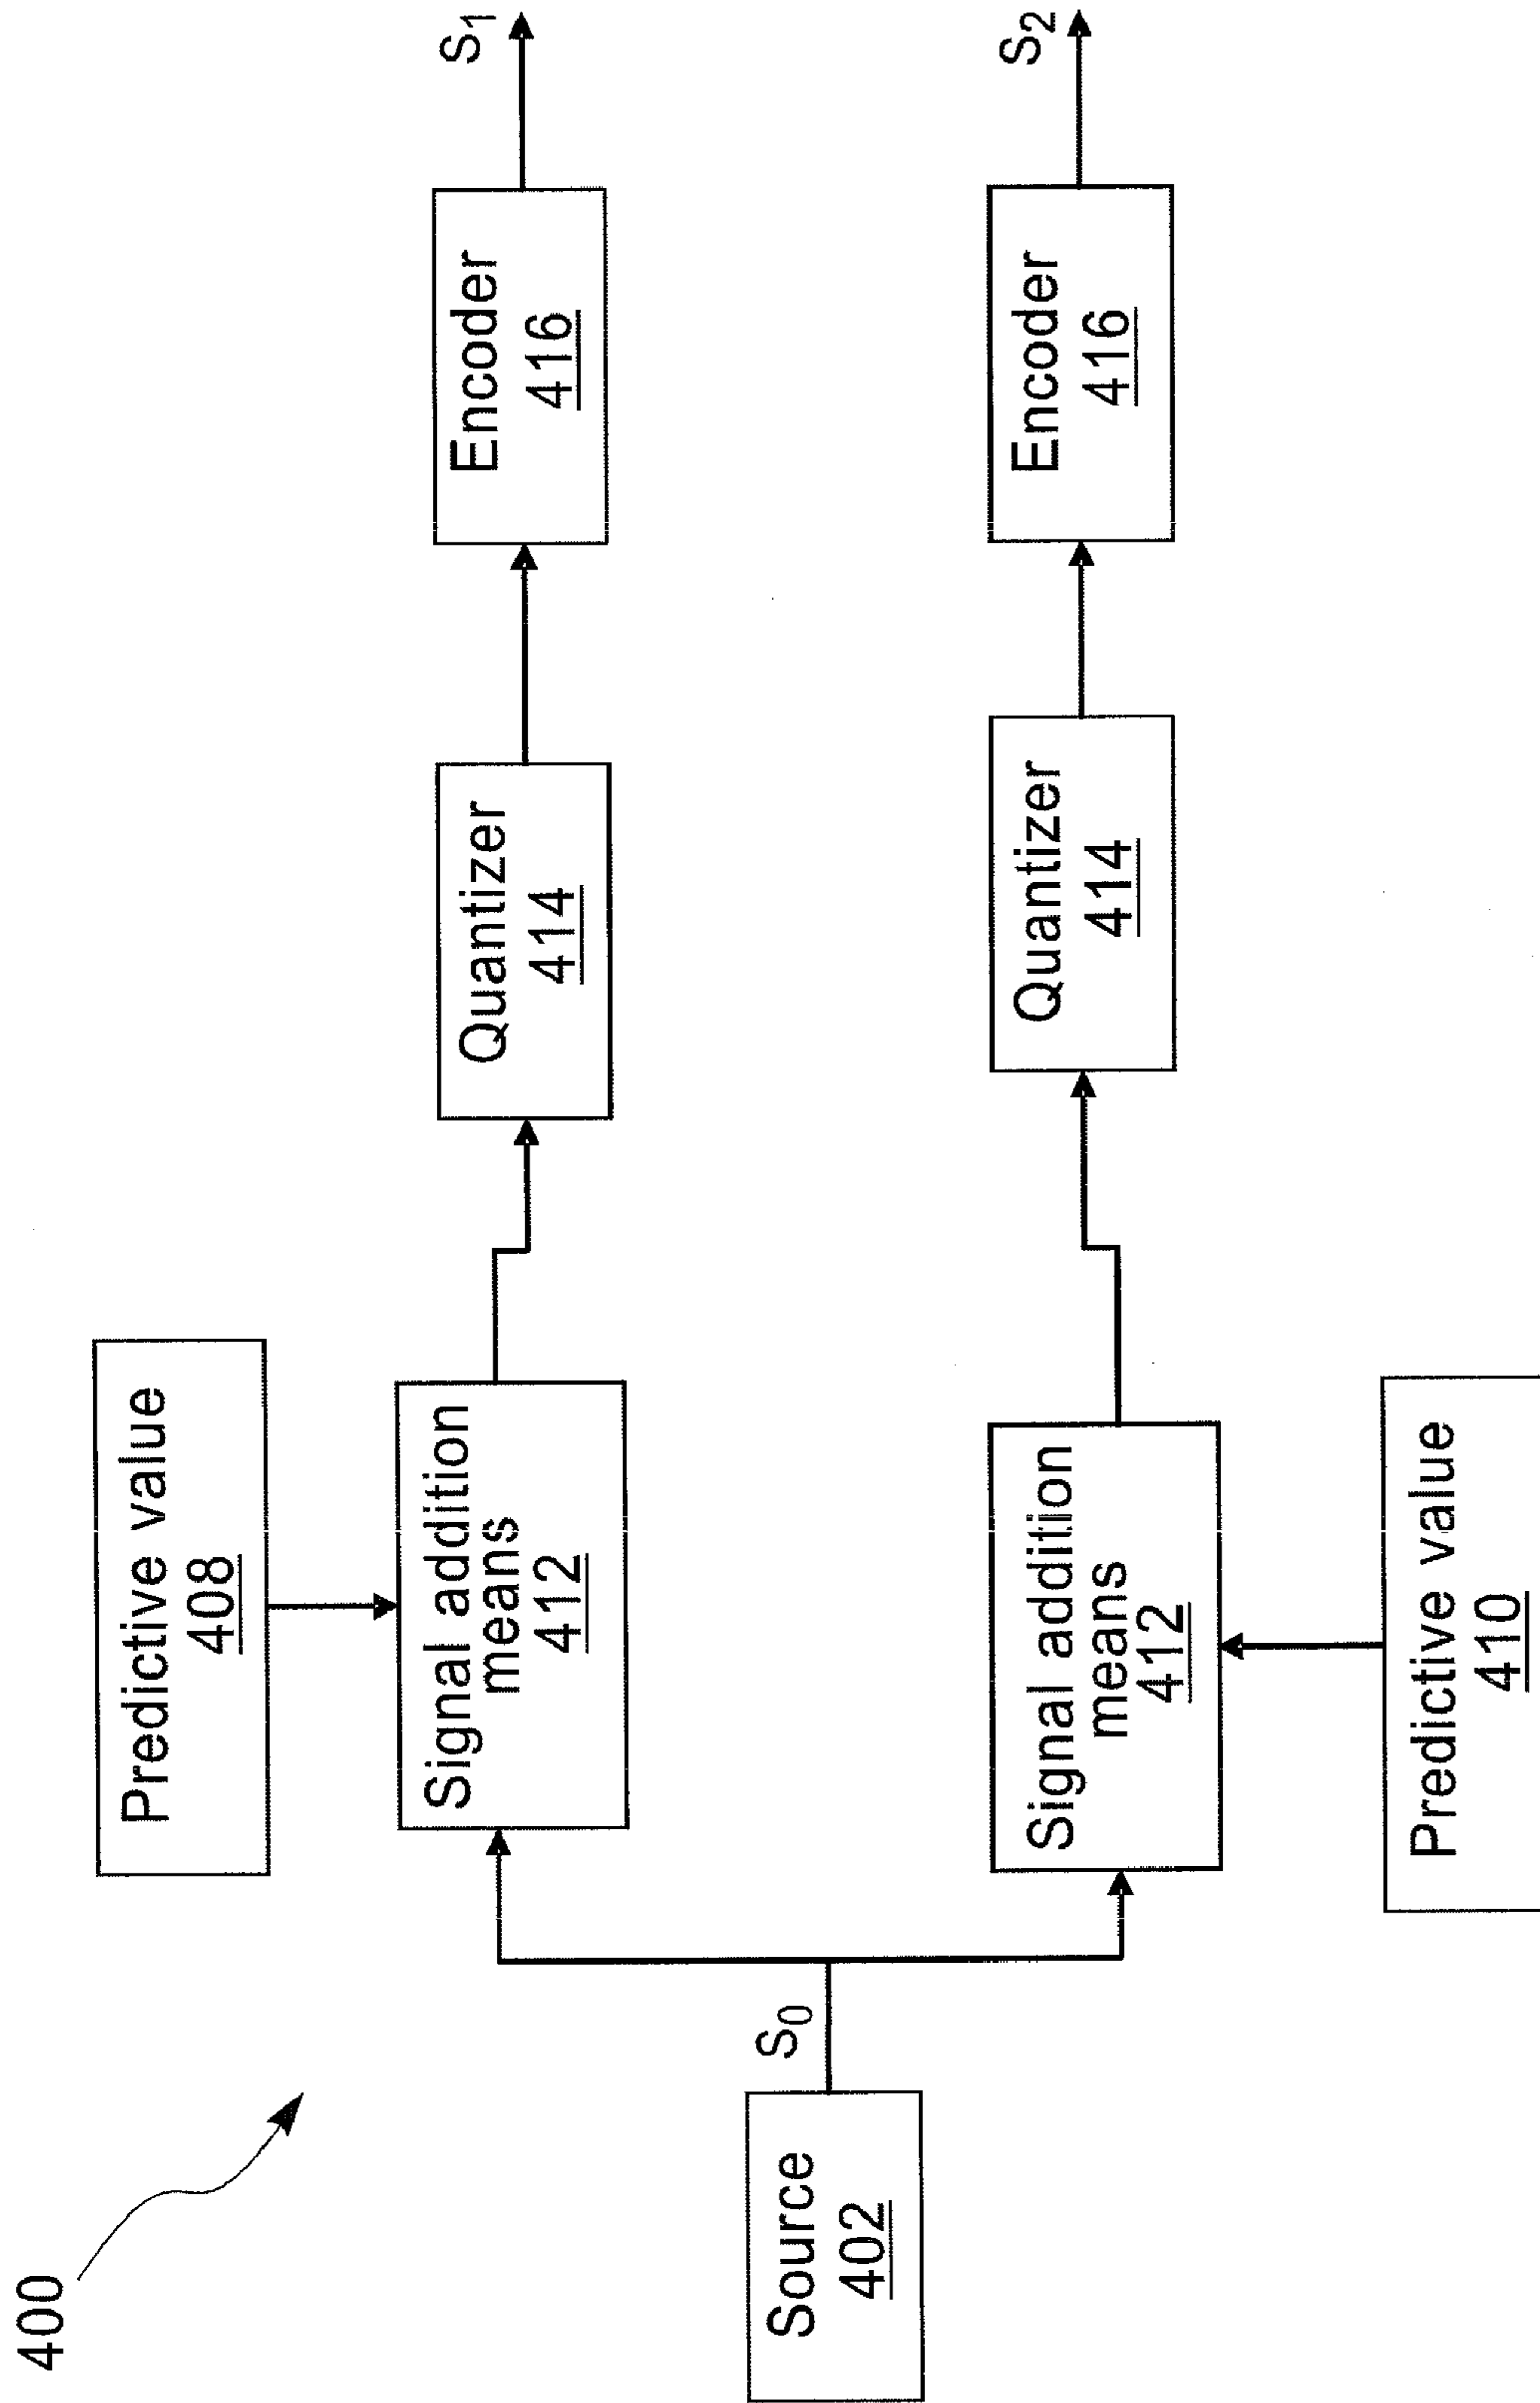 400
Predictive value
408
Signal addition
means
412
Quantizer
414
Encoder
416
S₁
Source
402
S₀
Signal addition
means
412
Quantizer
414
Encoder
416
S₂
Predictive value
410